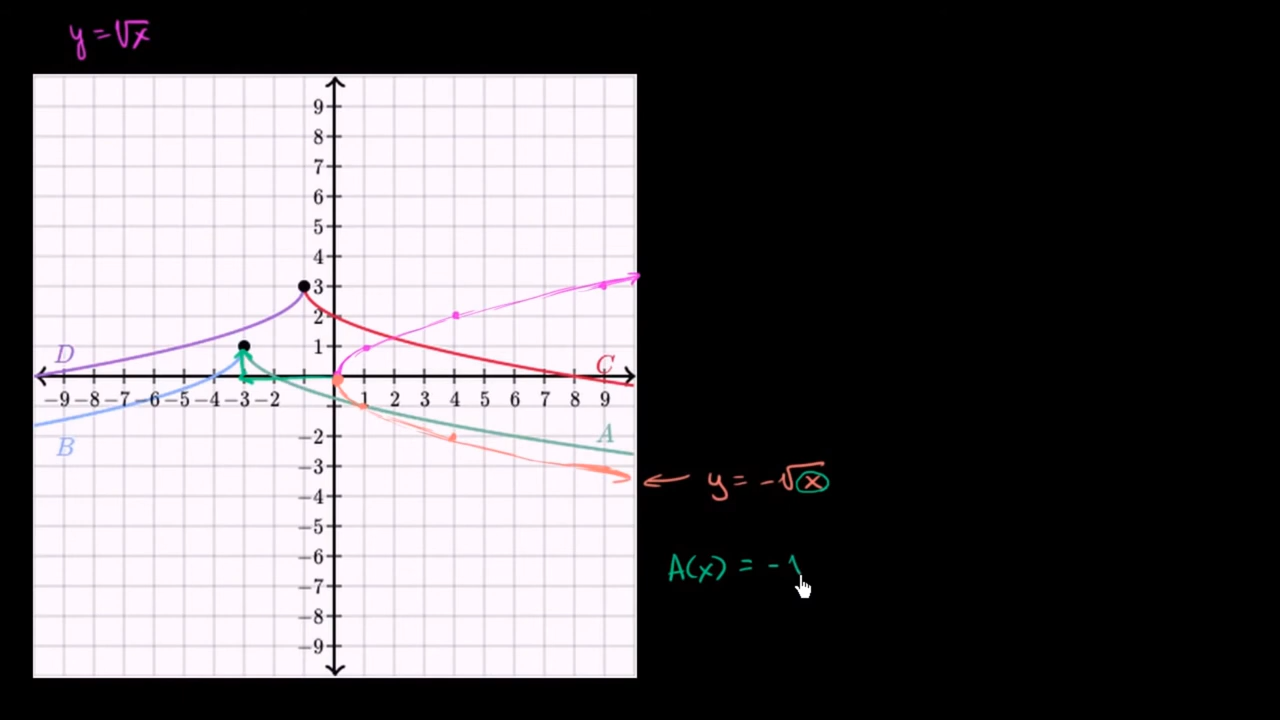 y = √x
9
8
7
6
5
4
3
2
1
D
C
−9 −8 −7 −6 −5 −4 −3 −2 1 2 3 4 5 6 7 8 9
B
A
−2
−3
−4
−5
−6
−7
−8
−9
← y = -√x
A(x) = -